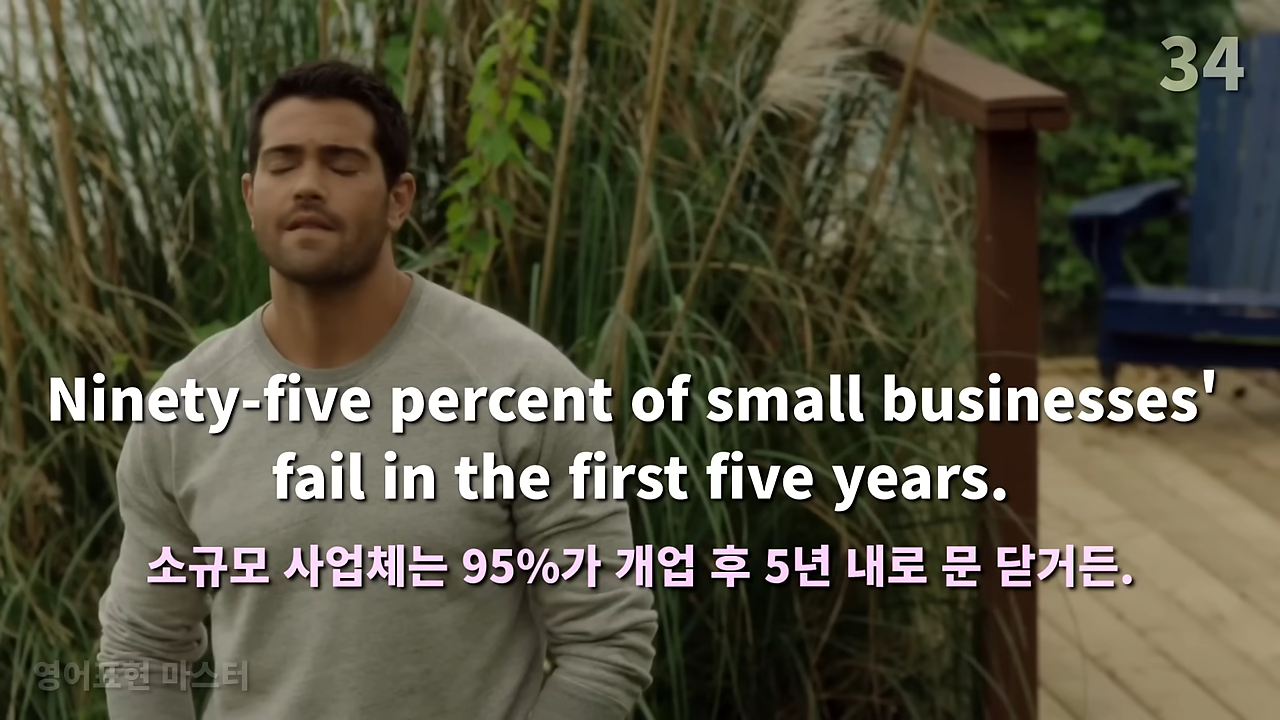 34
Ninety-five percent of small businesses'
fail in the first five years.
소규모 사업체는 95%가 개업 후 5년 내로 문 닫거든.
영어표현 마스터